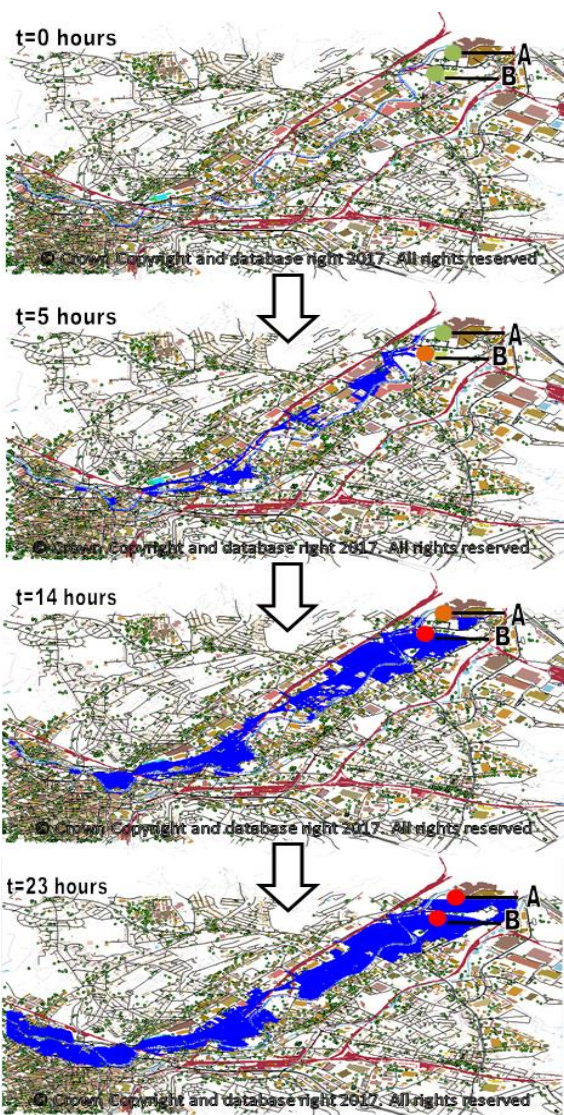 t=0 hours
A
B
© Crown Copyright and database right 2017. All rights reserved
t=5 hours
A
B
© Crown Copyright and database right 2017. All rights reserved
t=14 hours
A
B
© Crown Copyright and database right 2017. All rights reserved
t=23 hours
A
B
© Crown Copyright and database right 2017. All rights reserved